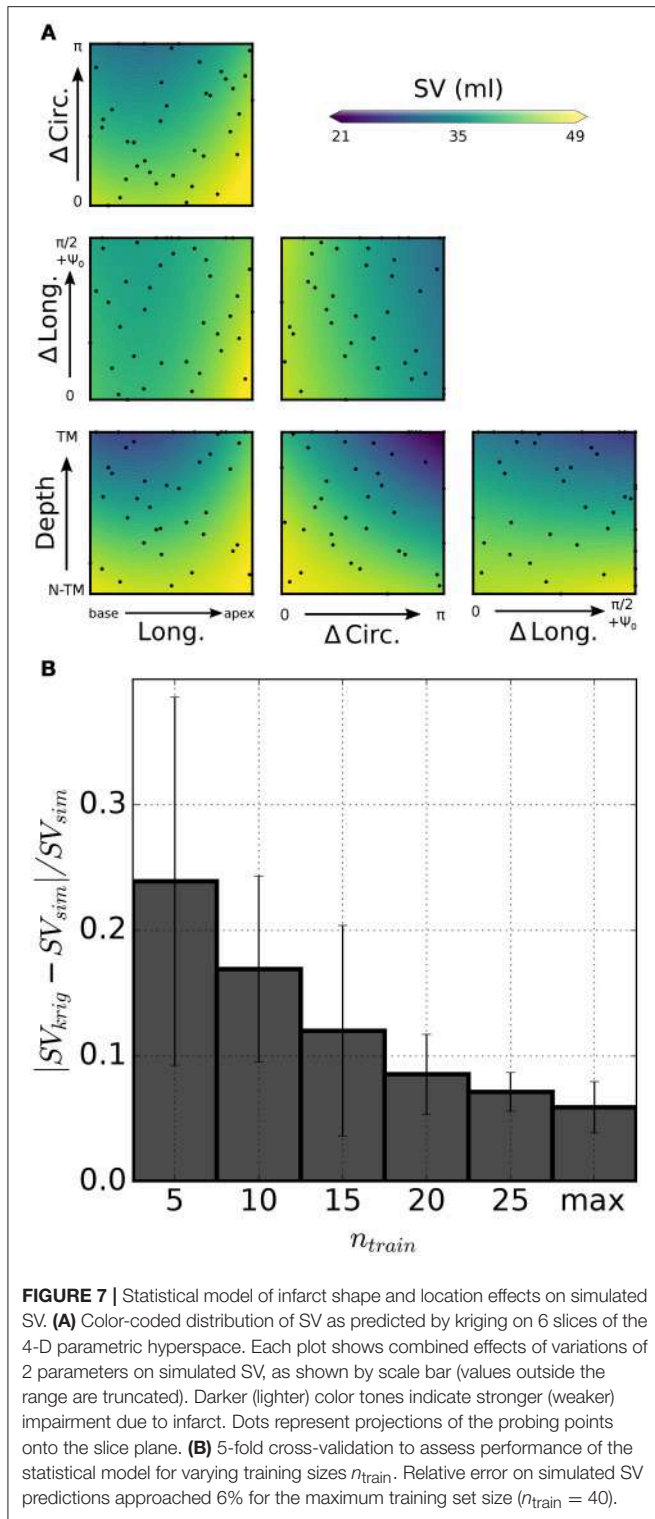 A
π
Δ Circ.
0
SV (ml)
21 35 49
π/2
+Ψ₀
Δ Long.
0
TM
Depth
N-TM
base apex
Long.
0 π
Δ Circ.
0 π/2
+Ψ₀
Δ Long.
B
|SV_krig − SV_sim|/SV_sim
0.3
0.2
0.1
0.0
5 10 15 20 25 max
n_train
FIGURE 7 | Statistical model of infarct shape and location effects on simulated
SV. (A) Color-coded distribution of SV as predicted by kriging on 6 slices of the
4-D parametric hyperspace. Each plot shows combined effects of variations of
2 parameters on simulated SV, as shown by scale bar (values outside the
range are truncated). Darker (lighter) color tones indicate stronger (weaker)
impairment due to infarct. Dots represent projections of the probing points
onto the slice plane. (B) 5-fold cross-validation to assess performance of the
statistical model for varying training sizes n_train. Relative error on simulated SV
predictions approached 6% for the maximum training set size (n_train = 40).